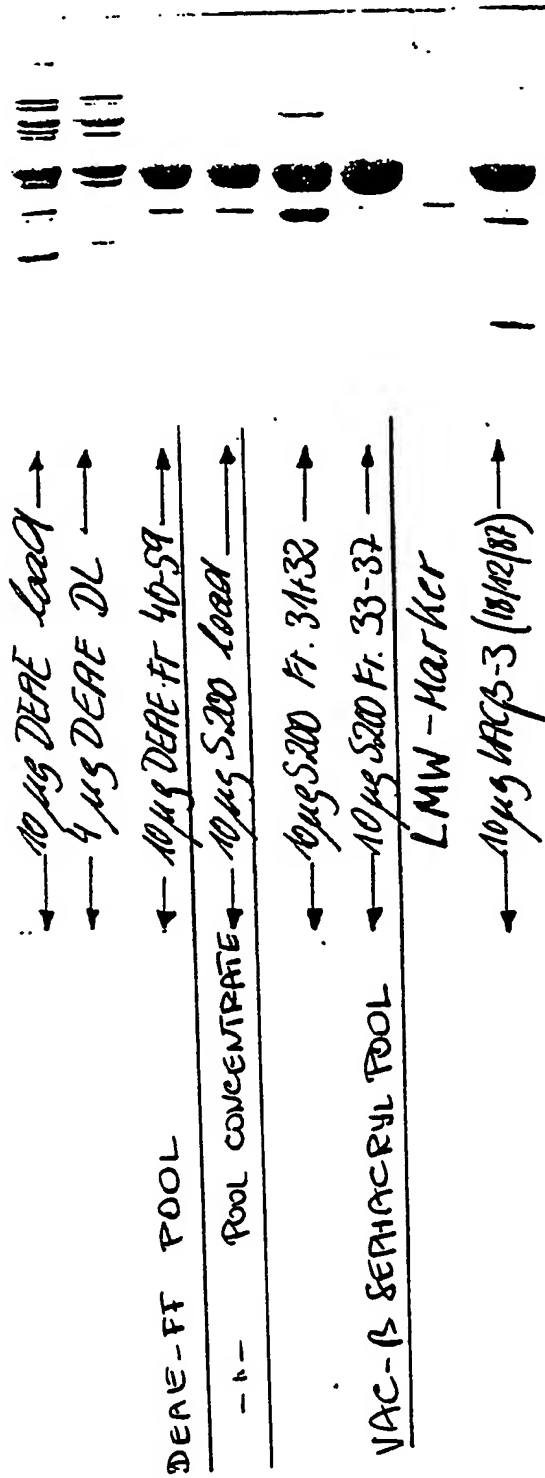 10 µg DEAE load
4 µg DEAE DL
DEAE-FT POOL
10 µg DEAE-FT 40-59
-"- POOL CONCENTRATE
10 µg S200 load
10 µg S200 Fr. 31+32
VAC-β SEPHACRYL POOL
10 µg S200 Fr. 33-37
LMW-Marker
10 µg VACβ-3 (18/12/87)